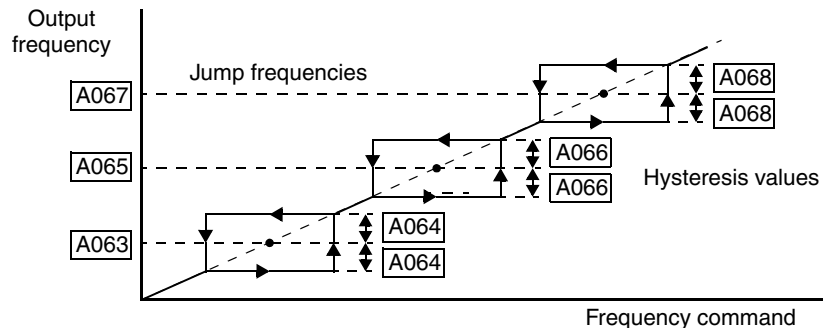 Output
frequency
Jump frequencies
A067
A068
A068
A065
A066
A066
Hysteresis values
A063
A064
A064
Frequency command